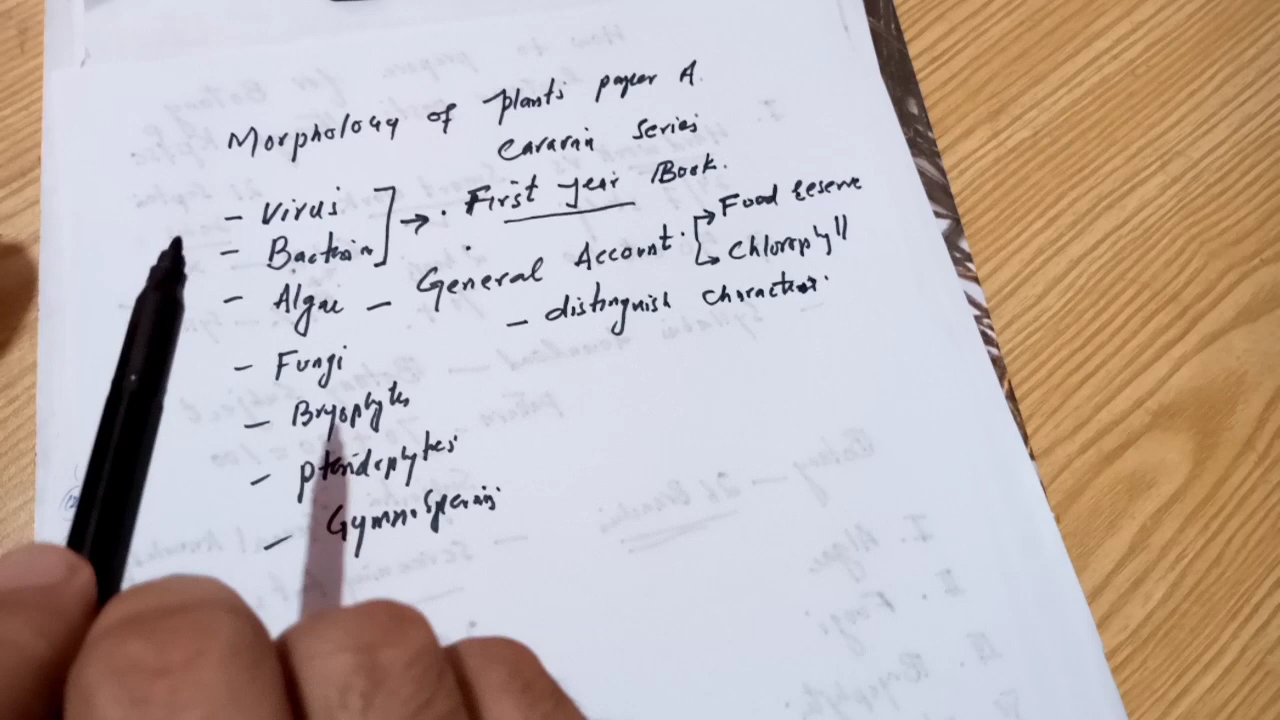 Morphology of plants paper A.
Caravan series
- Virus
- Bacteria
→ . First year Book.
- Algae - General Account.
→ Food reserve
→ Chlorophyll
- distinguish character.
- Fungi
- Bryophytes
- pteridophytes
- Gymnosperms